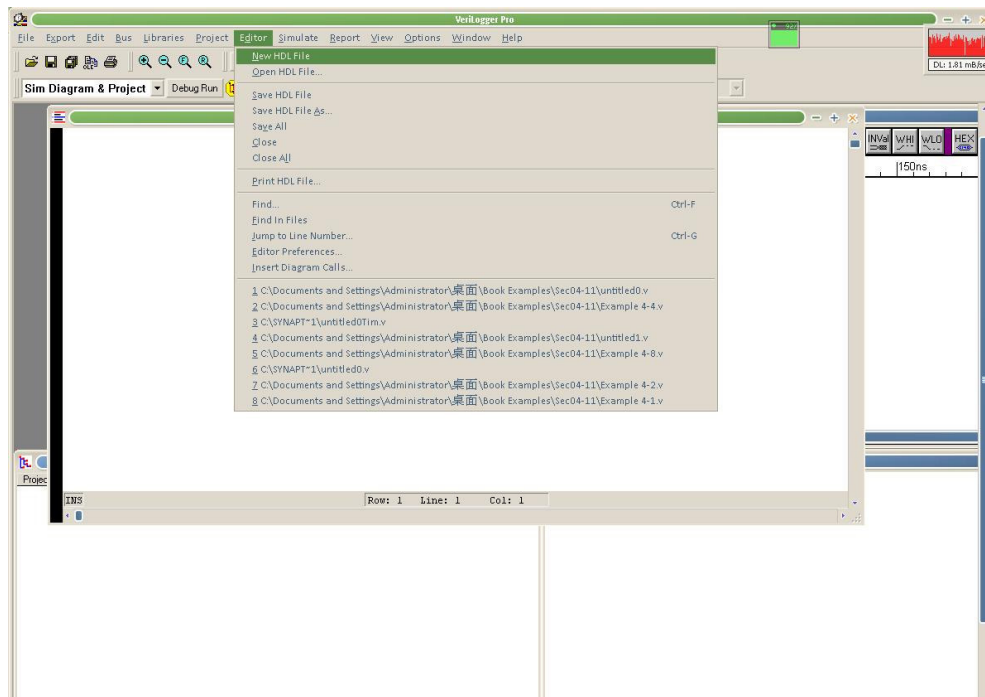 VeriLogger Pro
File Export Edit Bus Libraries Project Editor Simulate Report View Options Window Help
DL: 1.81 mB/se
Sim Diagram & Project Debug Run
New HDL File
Open HDL File...
Save HDL File
Save HDL File As...
Save All
Close
Close All
Print HDL File...
Find... Ctrl-F
Find In Files
Jump to Line Number... Ctrl-G
Editor Preferences...
Insert Diagram Calls...
1 C:\Documents and Settings\Administrator\桌面\Book Examples\Sec04-11\untitled0.v
2 C:\Documents and Settings\Administrator\桌面\Book Examples\Sec04-11\Example 4-4.v
3 C:\SYNAPT~1\untitled0Tim.v
4 C:\Documents and Settings\Administrator\桌面\Book Examples\Sec04-11\untitled1.v
5 C:\Documents and Settings\Administrator\桌面\Book Examples\Sec04-11\Example 4-8.v
6 C:\SYNAPT~1\untitled0.v
7 C:\Documents and Settings\Administrator\桌面\Book Examples\Sec04-11\Example 4-2.v
8 C:\Documents and Settings\Administrator\桌面\Book Examples\Sec04-11\Example 4-1.v
INVal WHI WLO HEX
150ns
Projec
INS Row: 1 Line: 1 Col: 1